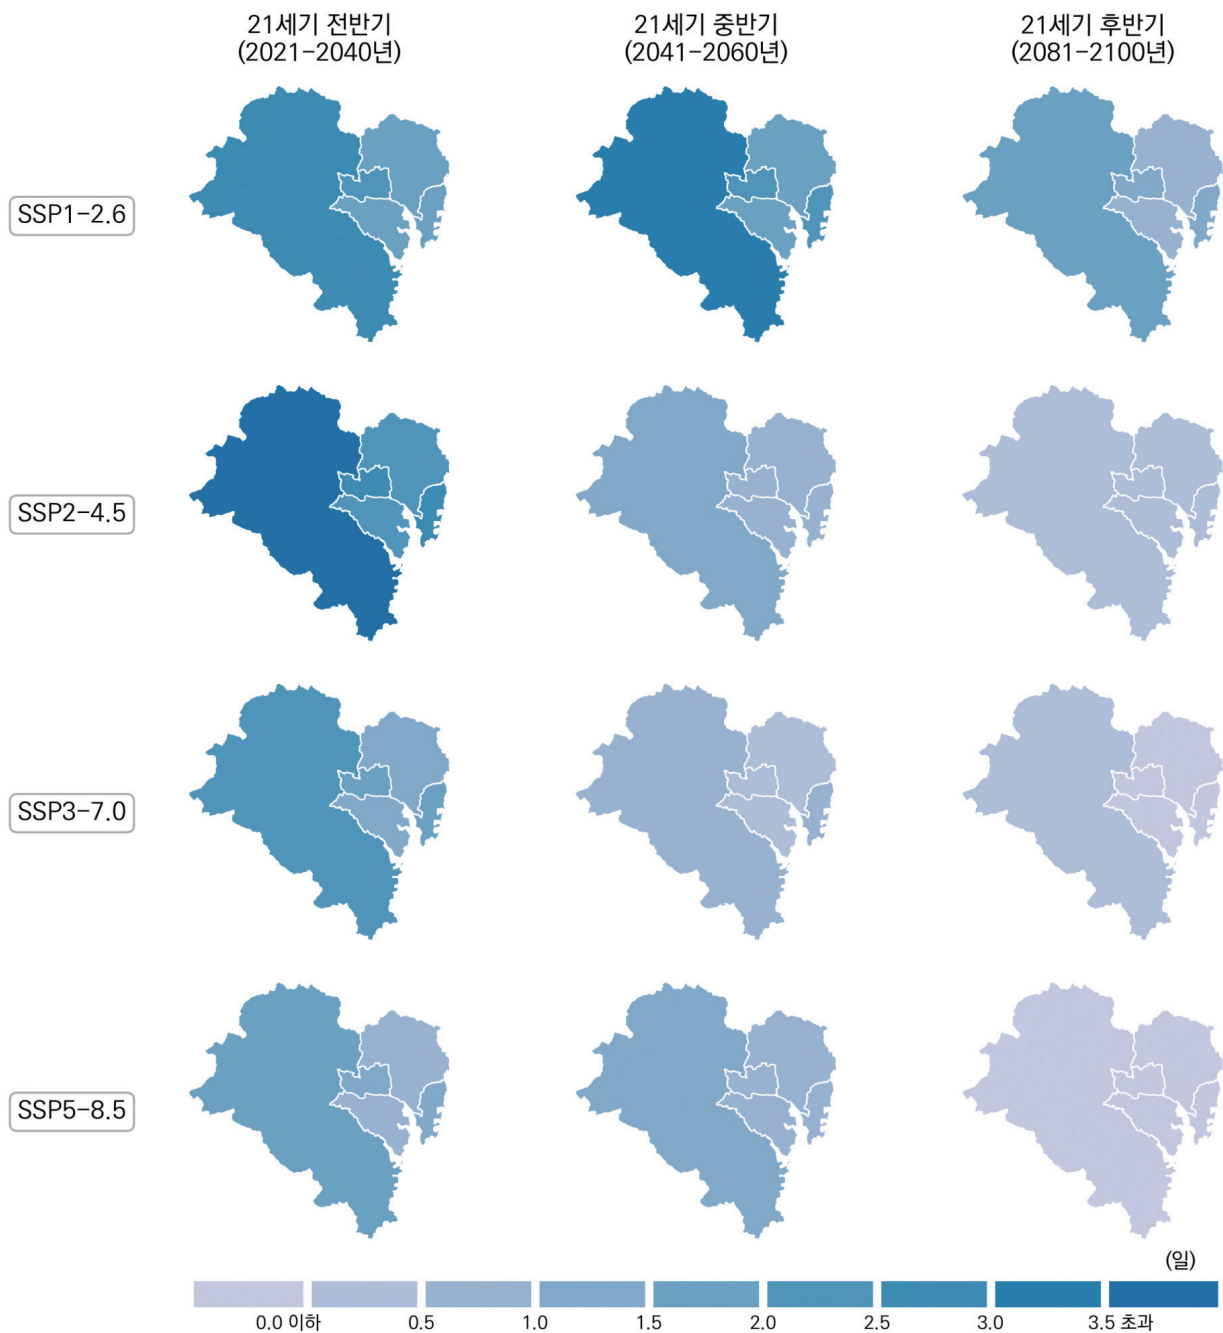 21세기 전반기
(2021-2040년)
21세기 중반기
(2041-2060년)
21세기 후반기
(2081-2100년)
SSP1-2.6
SSP2-4.5
SSP3-7.0
SSP5-8.5
(일)
0.0 이하
0.5
1.0
1.5
2.0
2.5
3.0
3.5 초과